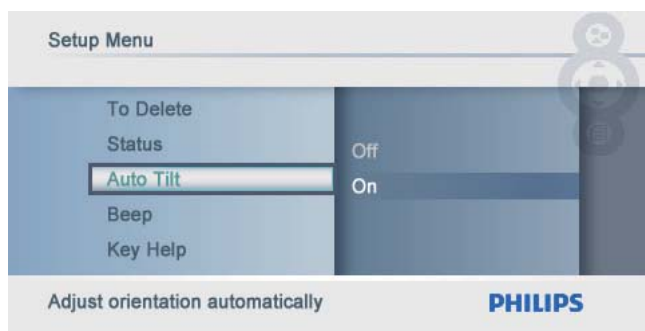 Setup Menu
To Delete
Status
Auto Tilt
Beep
Key Help
Off
On
Adjust orientation automatically
PHILIPS